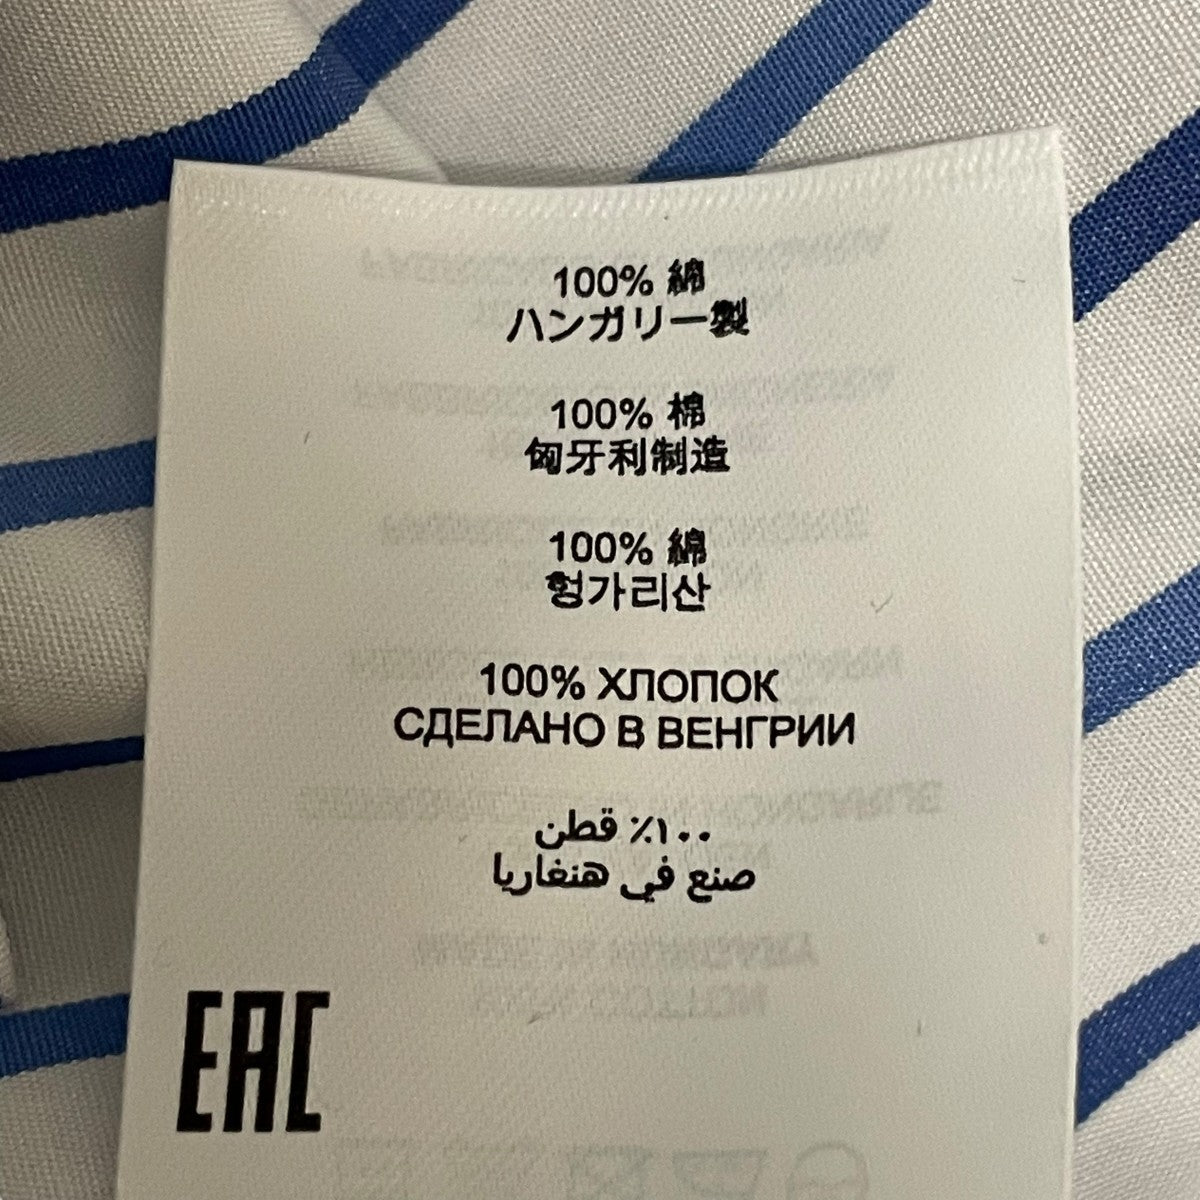 100% 綿
ハンガリー製
100% 棉
匈牙利制造
100% 綿
헝가리산
100% ХЛОПОК
СДЕЛАНО В ВЕНГРИИ
١٠٠٪ قطن
صنع في هنغاريا
EAC